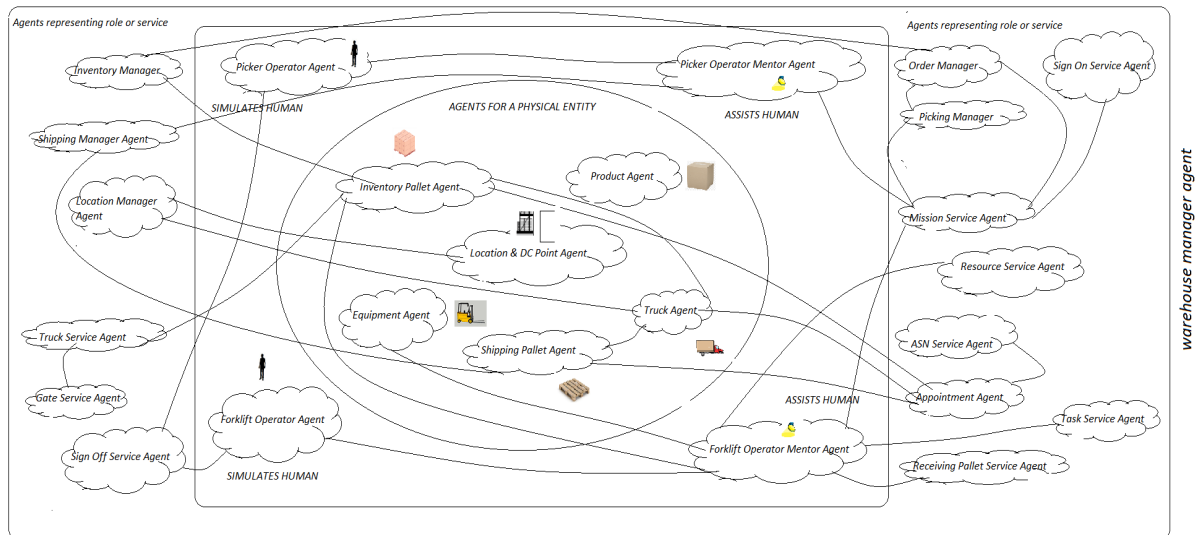 Agents representing role or service
Agents representing role or service
Inventory Manager
Picker Operator Agent
Picker Operator Mentor Agent
Order Manager
Sign On Service Agent
SIMULATES HUMAN
AGENTS FOR A PHYSICAL ENTITY
ASSISTS HUMAN
Picking Manager
Shipping Manager Agent
Inventory Pallet Agent
Product Agent
Location Manager
Agent
Mission Service Agent
Location & DC Point Agent
Resource Service Agent
Equipment Agent
Truck Agent
Truck Service Agent
Shipping Pallet Agent
ASN Service Agent
Gate Service Agent
ASSISTS HUMAN
Appointment Agent
Forklift Operator Agent
Task Service Agent
Sign Off Service Agent
Forklift Operator Mentor Agent
Receiving Pallet Service Agent
SIMULATES HUMAN
warehouse manager agent